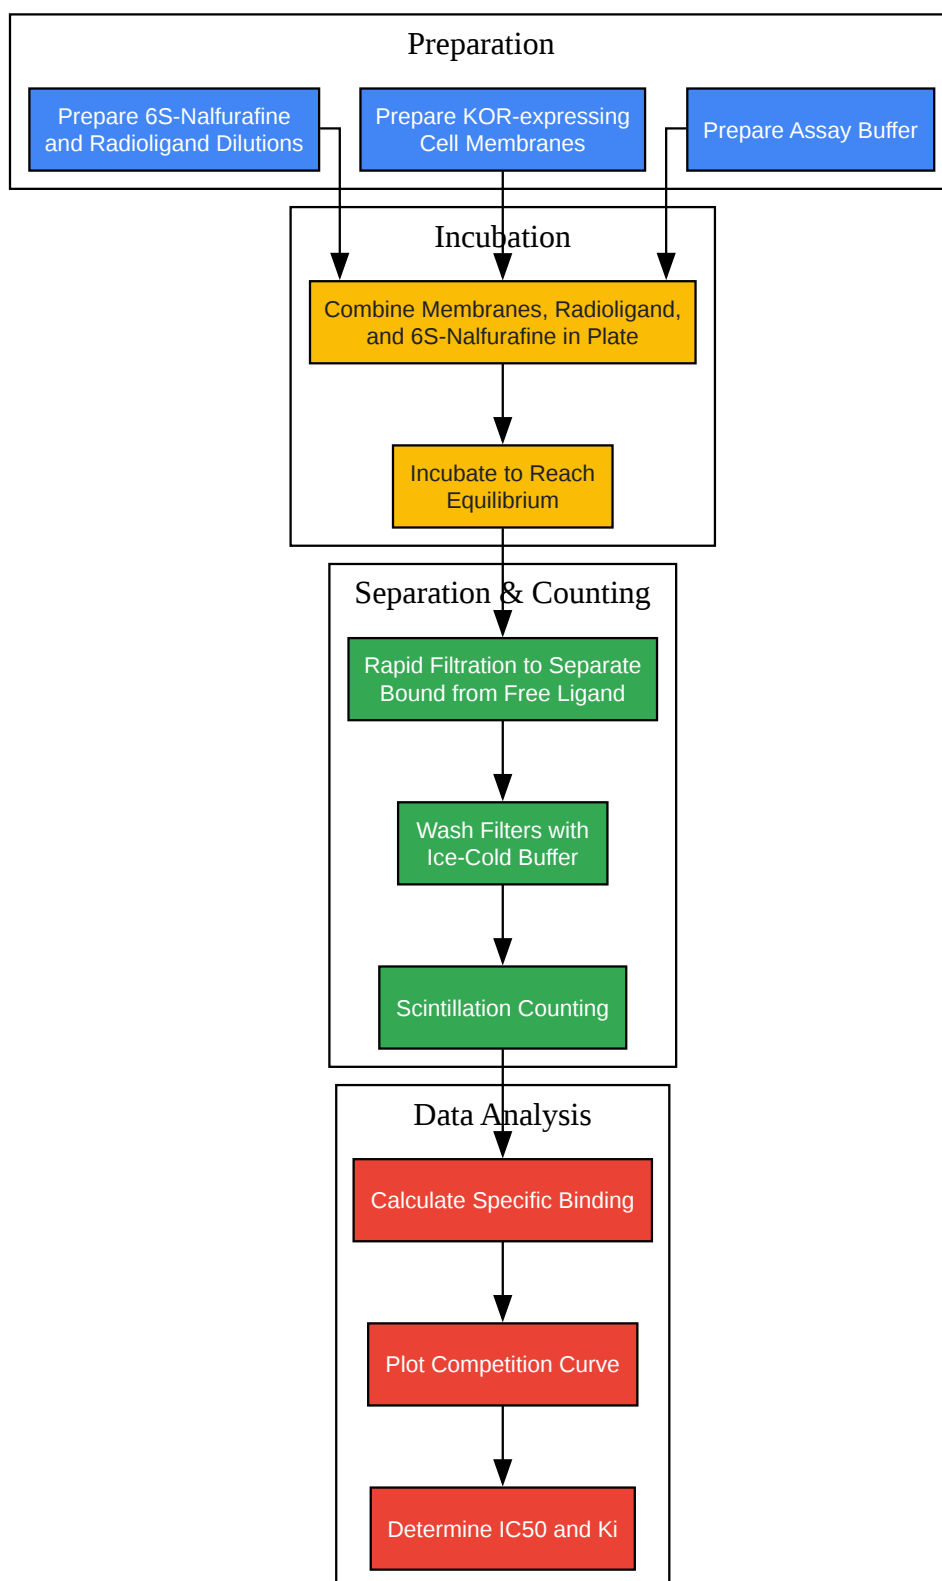 Preparation
Prepare 6S-Nalfurafine
and Radioligand Dilutions
Prepare KOR-expressing
Cell Membranes
Prepare Assay Buffer
Incubation
Combine Membranes, Radioligand,
and 6S-Nalfurafine in Plate
Incubate to Reach
Equilibrium
Separation & Counting
Rapid Filtration to Separate
Bound from Free Ligand
Wash Filters with
Ice-Cold Buffer
Scintillation Counting
Data Analysis
Calculate Specific Binding
Plot Competition Curve
Determine IC50 and Ki